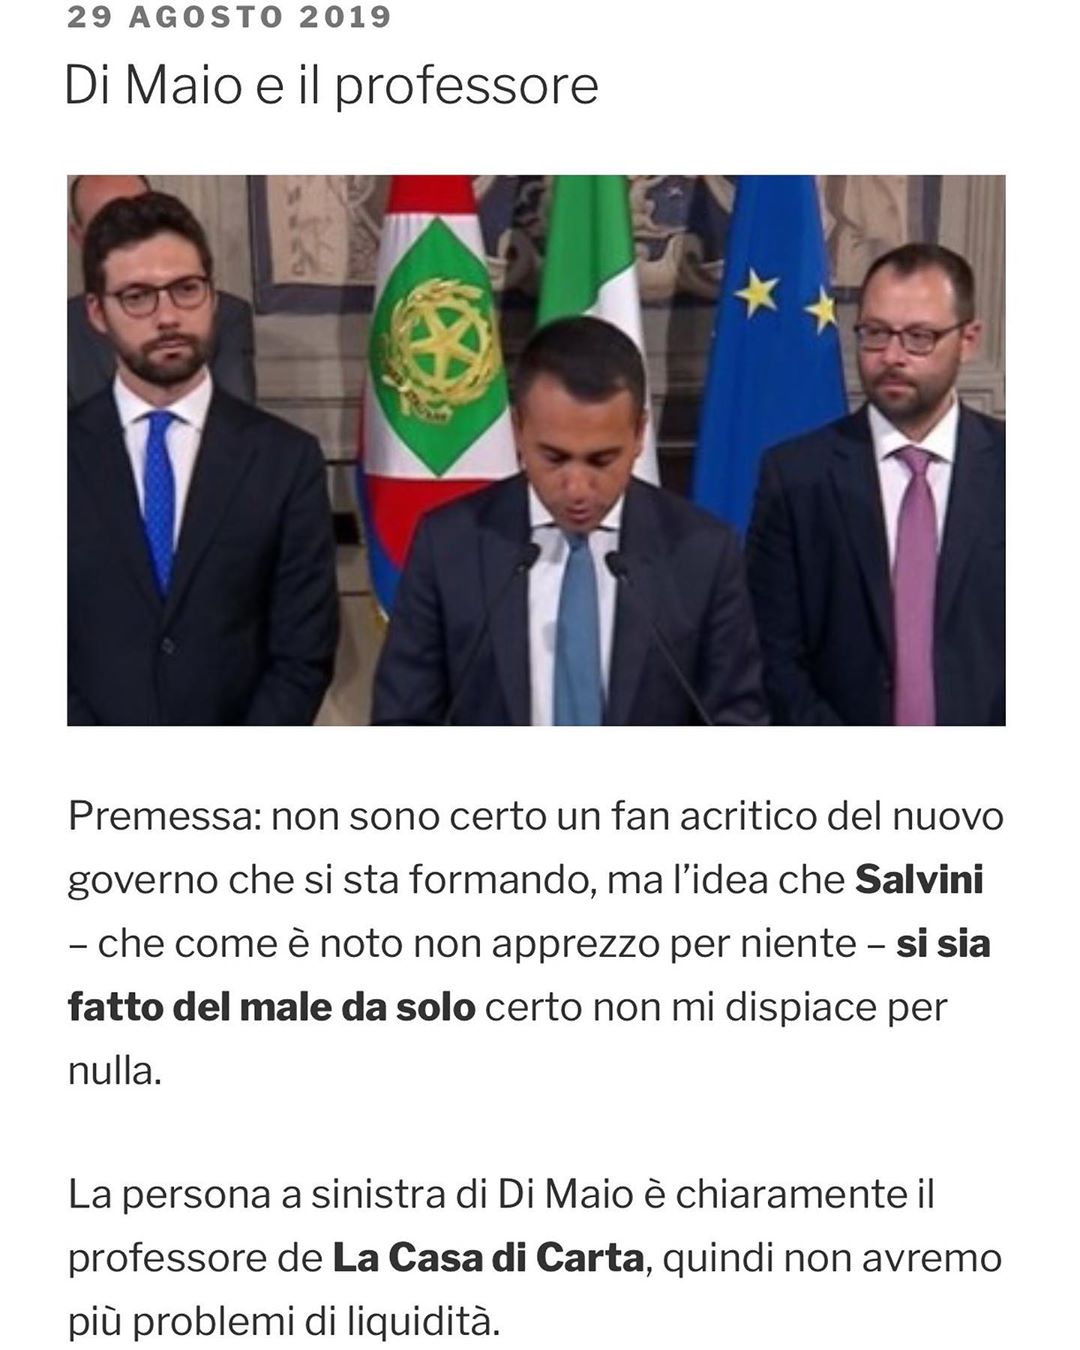 29 AGOSTO 2019
Di Maio e il professore
Premessa: non sono certo un fan acritico del nuovo
governo che si sta formando, ma l’idea che Salvini
– che come è noto non apprezzo per niente – si sia
fatto del male da solo certo non mi dispiace per
nulla.
La persona a sinistra di Di Maio è chiaramente il
professore de La Casa di Carta, quindi non avremo
più problemi di liquidità.